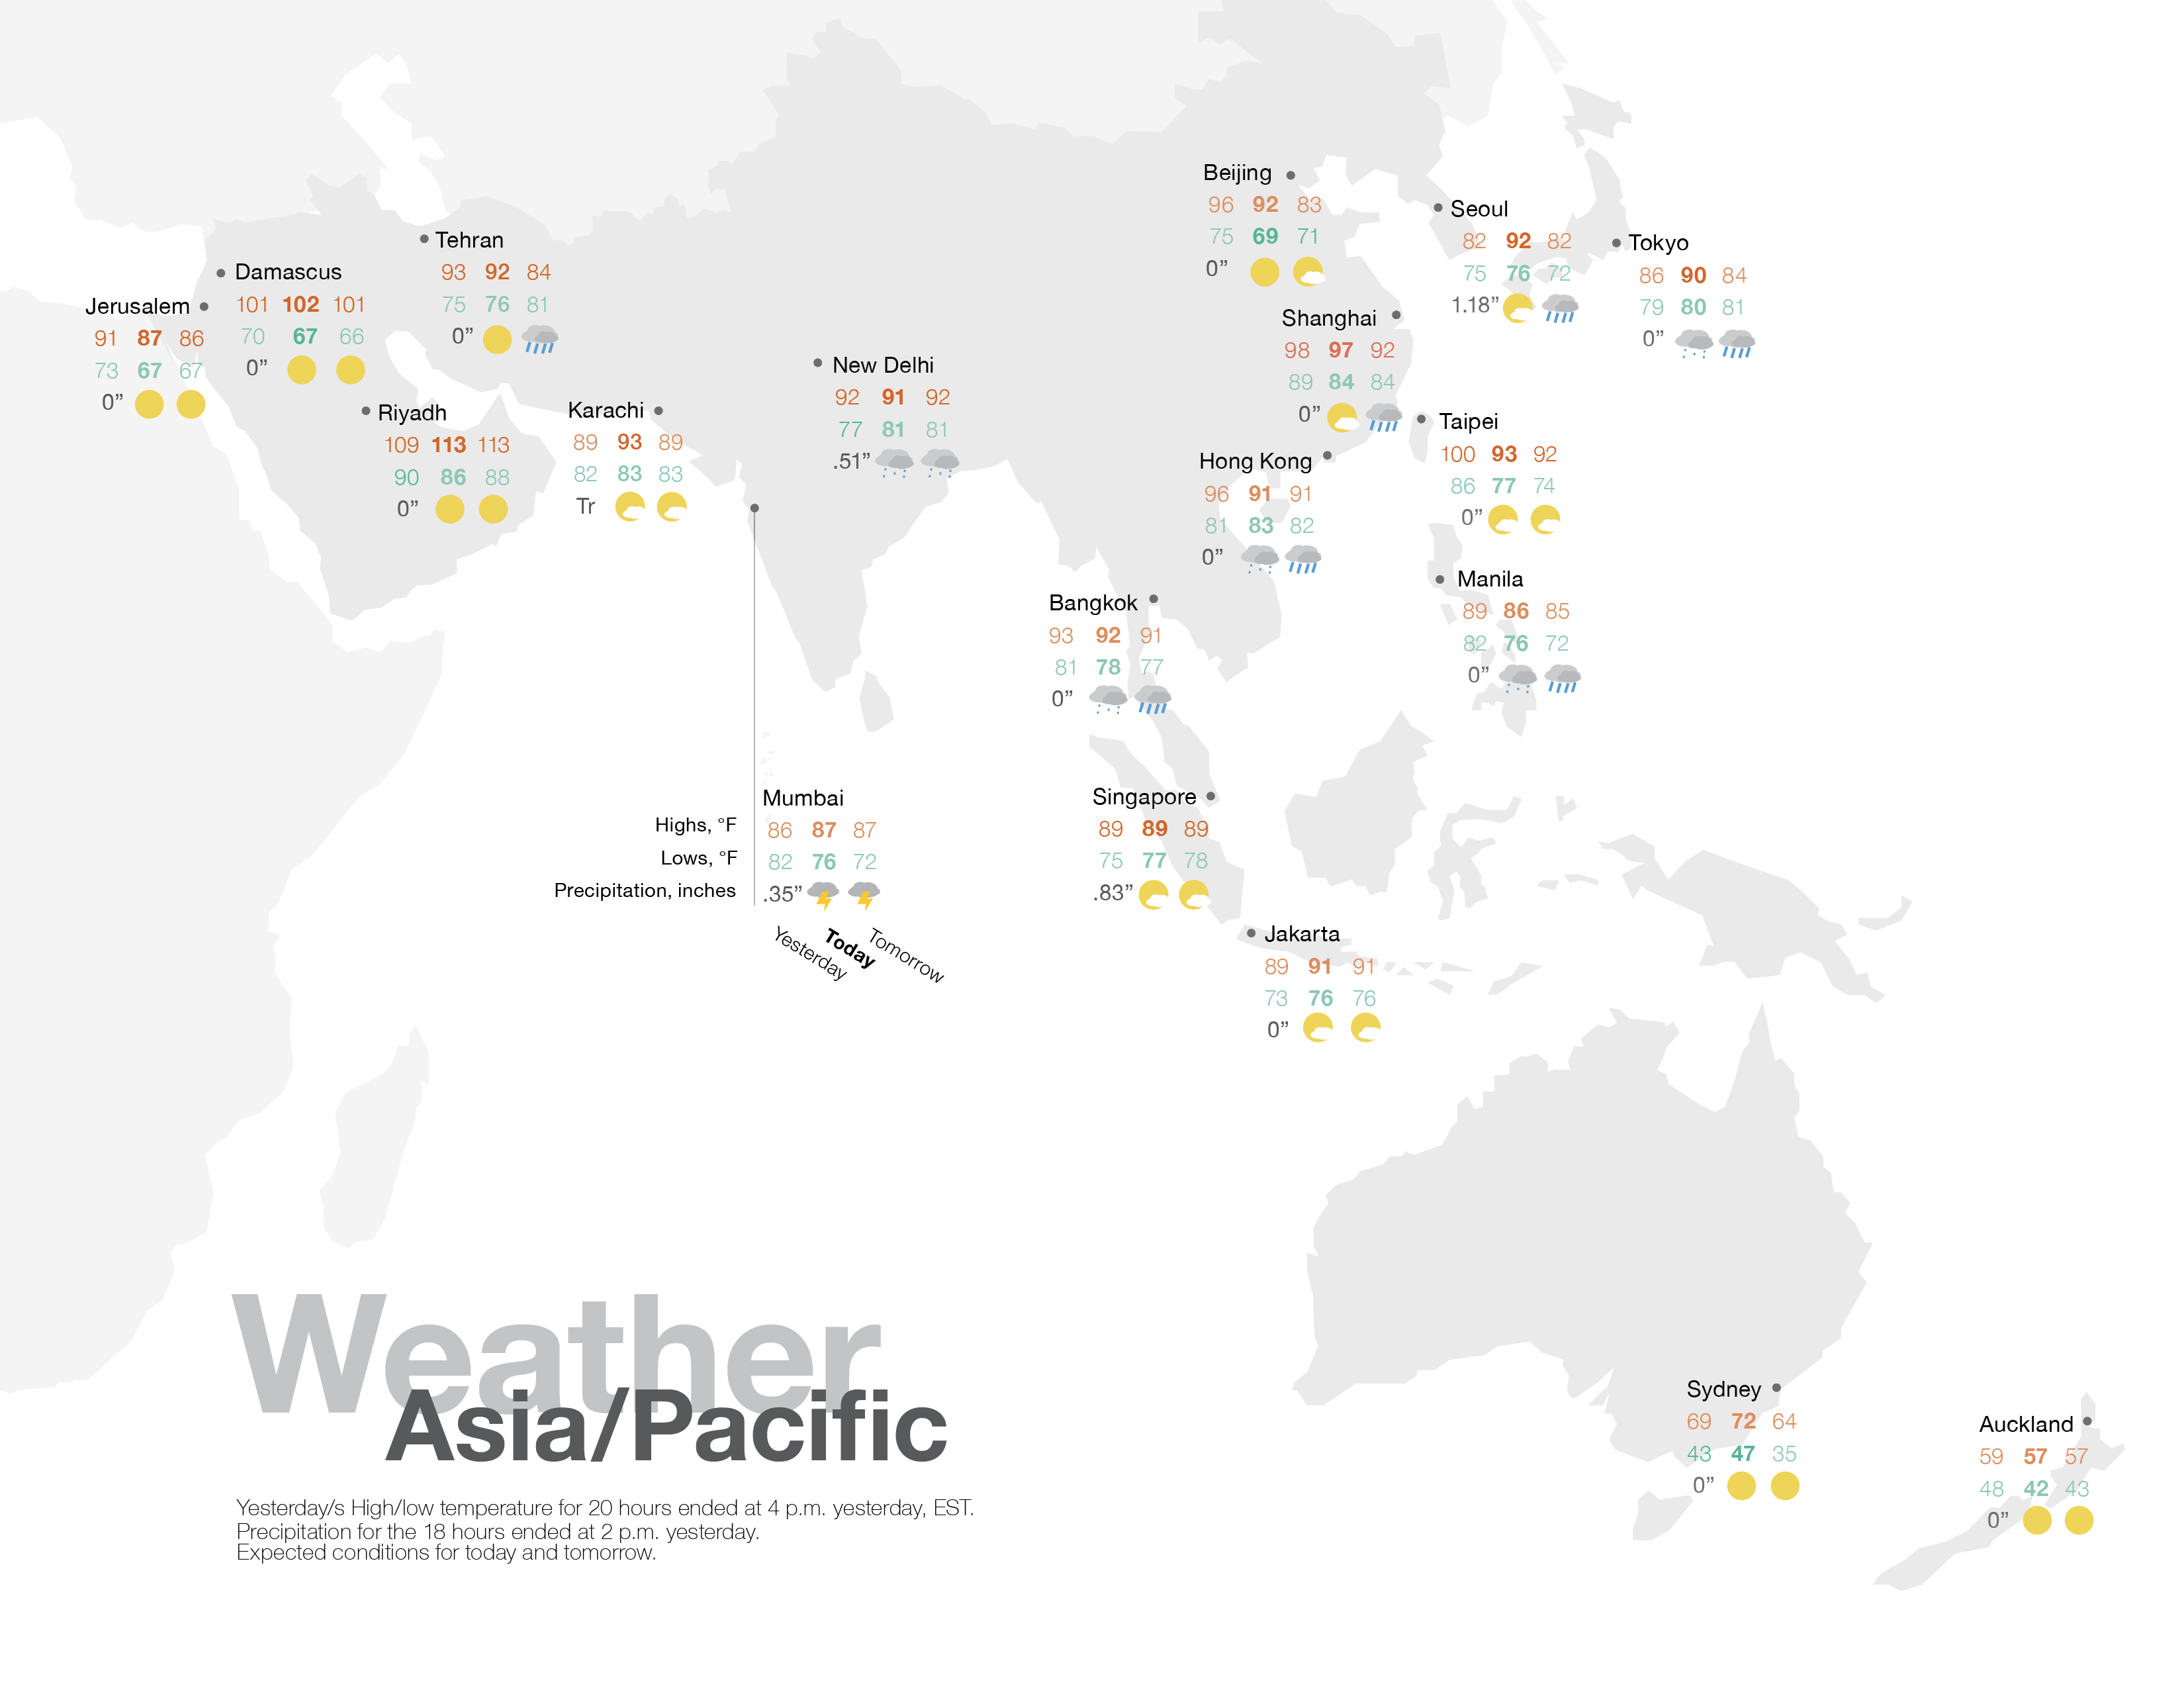 Beijing
96 92 83
75 69 71
0”
Seoul
82 92 82
75 76 72
1.18”
Tokyo
86 90 84
79 80 81
0”
Tehran
93 92 84
75 76 81
0”
Damascus
101 102 101
70 67 66
0”
Jerusalem
91 87 86
73 67 67
0”
Shanghai
98 97 92
89 84 84
0”
New Delhi
92 91 92
77 81 81
.51”
Riyadh
109 113 113
90 86 88
0”
Karachi
89 93 89
82 83 83
Tr
Taipei
100 93 92
86 77 74
0”
Hong Kong
96 91 91
81 83 82
0”
Manila
89 86 85
82 76 72
0”
Bangkok
93 92 91
81 78 77
0”
Mumbai
Highs, °F 86 87 87
Lows, °F 82 76 72
Precipitation, inches .35”
Yesterday Today Tomorrow
Singapore
89 89 89
75 77 78
.83”
Jakarta
89 91 91
73 76 76
0”
Sydney
69 72 64
43 47 35
0”
Auckland
59 57 57
48 42 43
0”
Weather
Asia/Pacific
Yesterday/s High/low temperature for 20 hours ended at 4 p.m. yesterday, EST.
Precipitation for the 18 hours ended at 2 p.m. yesterday.
Expected conditions for today and tomorrow.